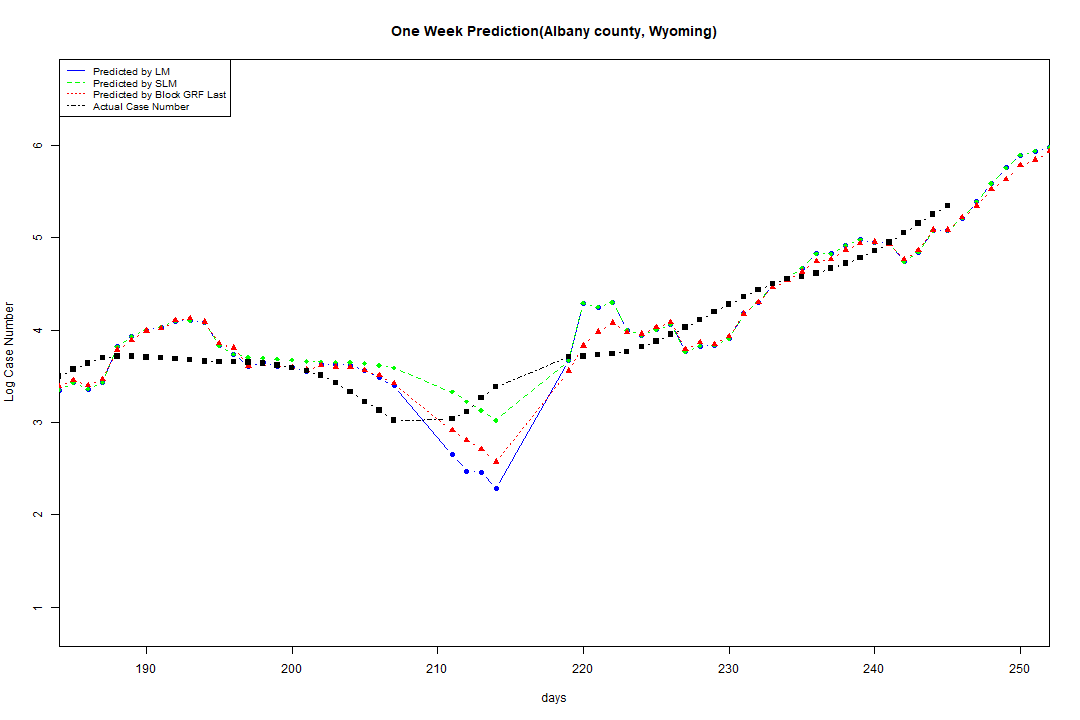 One Week Prediction(Albany county, Wyoming)
Predicted by LM
Predicted by SLM
Predicted by Block GRF Last
Actual Case Number
6
5
4
3
2
1
Log Case Number
190 200 210 220 230 240 250
days